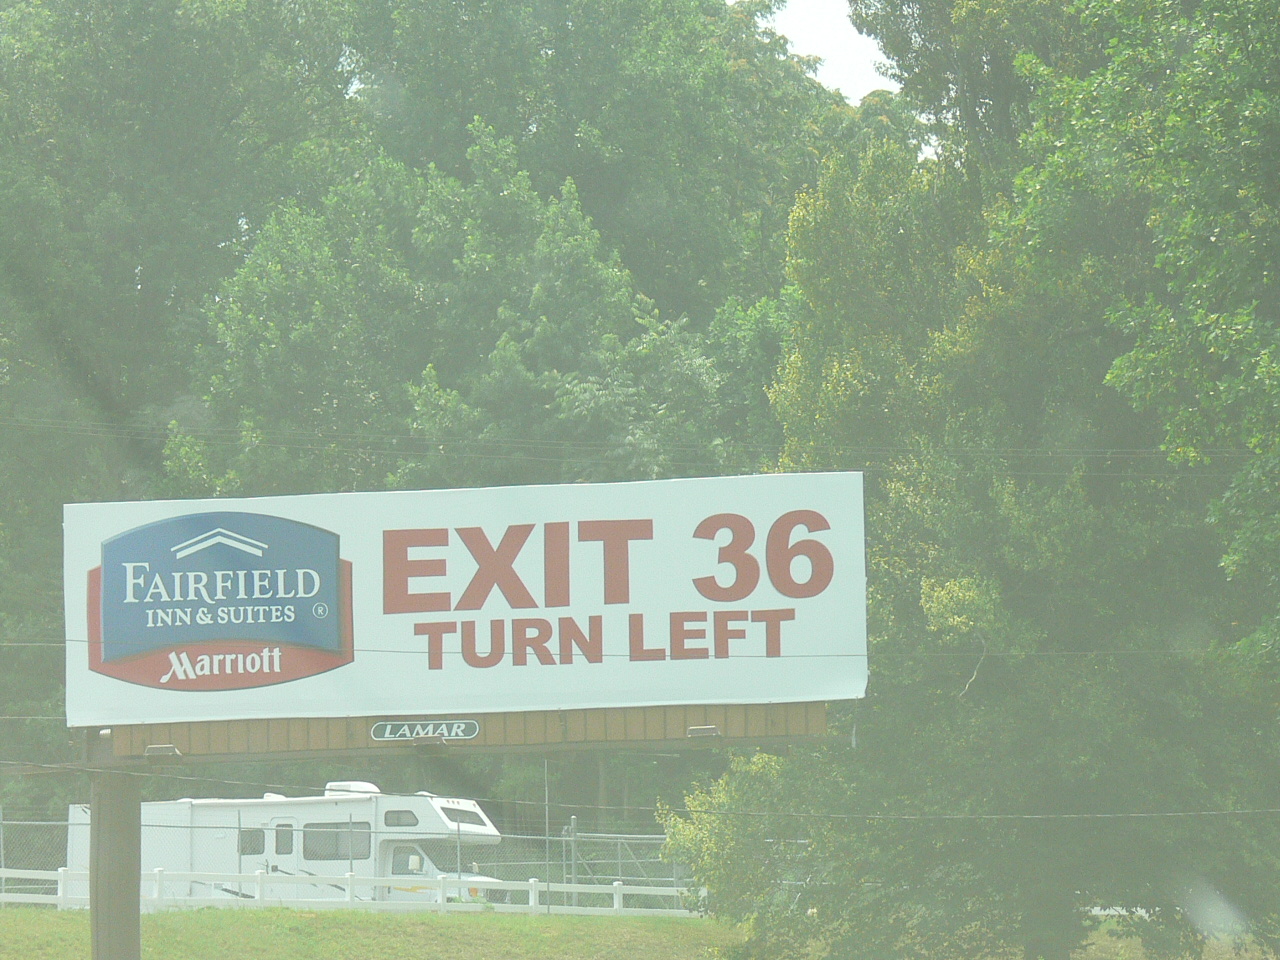 FAIRFIELD
INN & SUITES ®
Marriott
EXIT 36
TURN LEFT
LAMAR